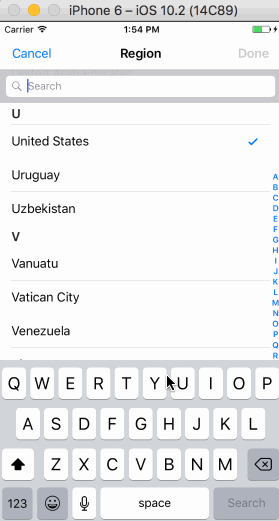 iPhone 6 – iOS 10.2 (14C89)
Carrier 1:54 PM
Cancel Region Done
Search
U
United States
Uruguay
Uzbekistan
V
Vanuatu
Vatican City
Venezuela
A
B
C
D
E
F
G
H
I
J
K
L
M
N
O
P
Q
R
Q W E R T Y U I O P
A S D F G H J K L
Z X C V B N M
123 space Search